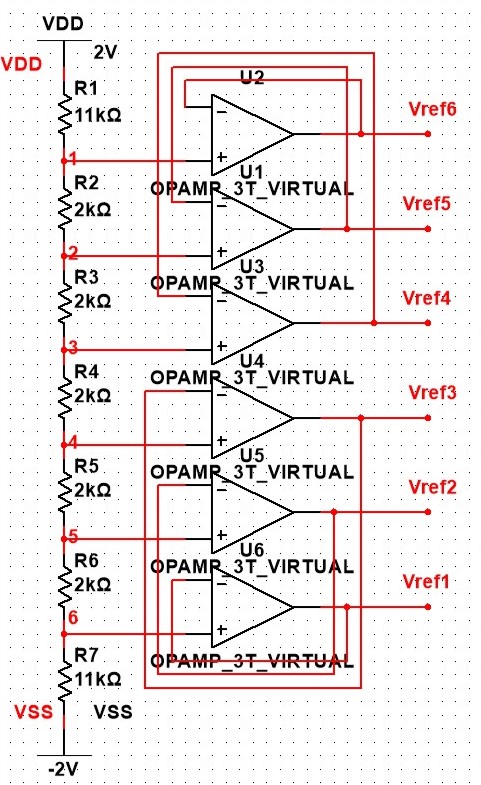 VDD
2V
VDD
R1
11kΩ
U2
Vref6
1
U1
OPAMP_3T_VIRTUAL
R2
2kΩ
Vref5
2
U3
OPAMP_3T_VIRTUAL
R3
2kΩ
Vref4
3
U4
OPAMP_3T_VIRTUAL
R4
2kΩ
Vref3
4
U5
OPAMP_3T_VIRTUAL
R5
2kΩ
Vref2
5
U6
OPAMP_3T_VIRTUAL
R6
2kΩ
Vref1
6
R7
OPAMP_3T_VIRTUAL
11kΩ
VSS VSS
-2V